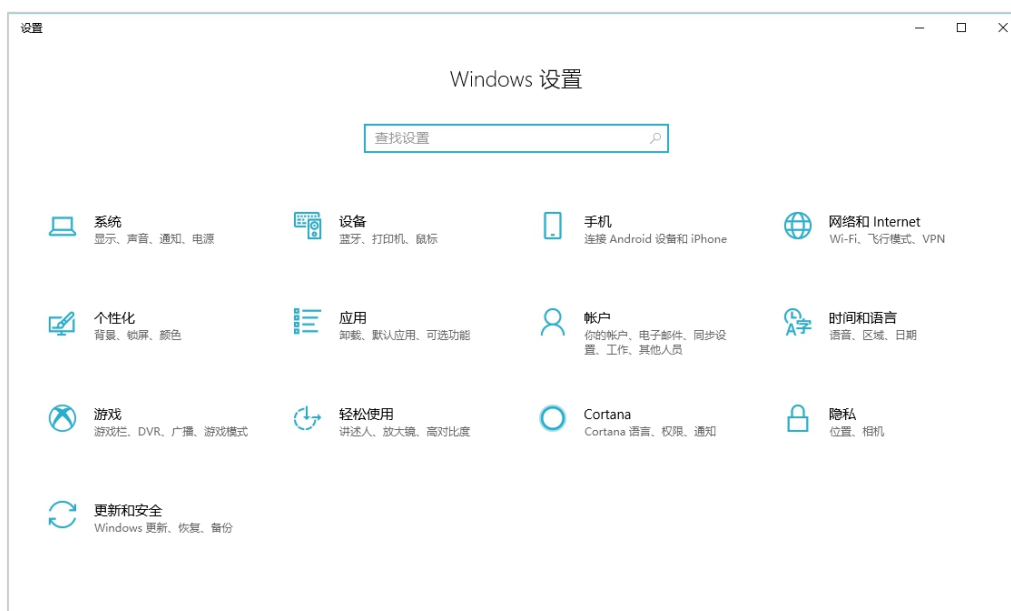 设置
Windows 设置
查找设置
系统
显示、声音、通知、电源
设备
蓝牙、打印机、鼠标
手机
连接 Android 设备和 iPhone
网络和 Internet
Wi-Fi、飞行模式、VPN
个性化
背景、锁屏、颜色
应用
卸载、默认应用、可选功能
帐户
你的帐户、电子邮件、同步设
置、工作、其他人员
时间和语言
语音、区域、日期
游戏
游戏栏、DVR、广播、游戏模式
轻松使用
讲述人、放大镜、高对比度
Cortana
Cortana 语言、权限、通知
隐私
位置、相机
更新和安全
Windows 更新、恢复、备份